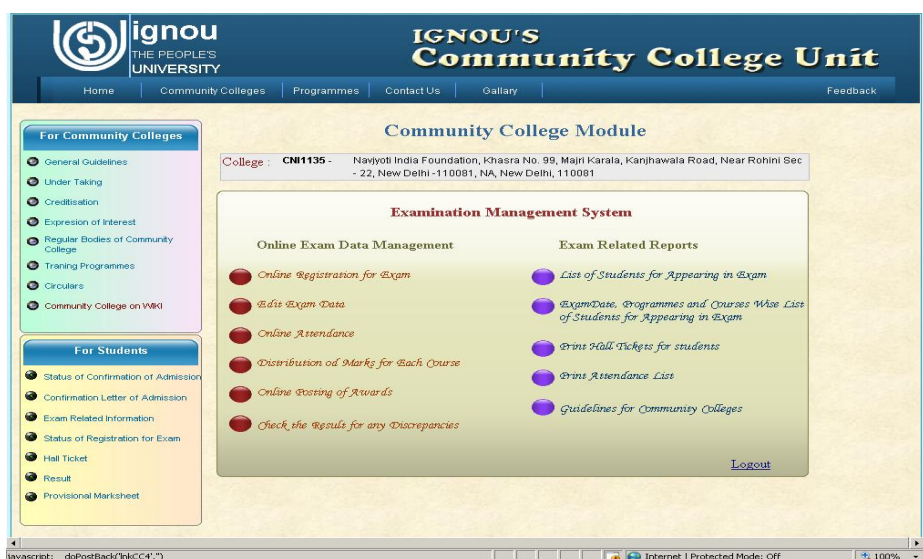 ignou
THE PEOPLE'S
UNIVERSITY
IGNOU'S
Community College Unit
Home
Community Colleges
Programmes
Contact Us
Gallary
Feedback
For Community Colleges
General Guidelines
Under Taking
Creditisation
Expresion of Interest
Regular Bodies of Community
College
Traning Programmes
Circulars
Community College on WIKI
For Students
Status of Confirmation of Admission
Confirmation Letter of Admission
Exam Related Information
Status of Registration for Exam
Hall Ticket
Result
Provisional Marksheet
Community College Module
College : CNI1135 - Navjyoti India Foundation, Khasra No. 99, Majri Karala, Kanjhawala Road, Near Rohini Sec
- 22, New Delhi -110081, NA, New Delhi, 110081
Examination Management System
Online Exam Data Management
Online Registration for Exam
Edit Exam Data
Online Attendance
Distribution od Marks for Each Course
Online Posting of Awards
Check the Result for any Discrepancies
Exam Related Reports
List of Students for Appearing in Exam
ExamDate, Programmes and Courses Wise List
of Students for Appearing in Exam
Print Hall Tickets for students
Print Attendance List
Guidelines for Community Colleges
Logout
javascript:__doPostBack('lnkCC4','')
Internet | Protected Mode: Off
100%